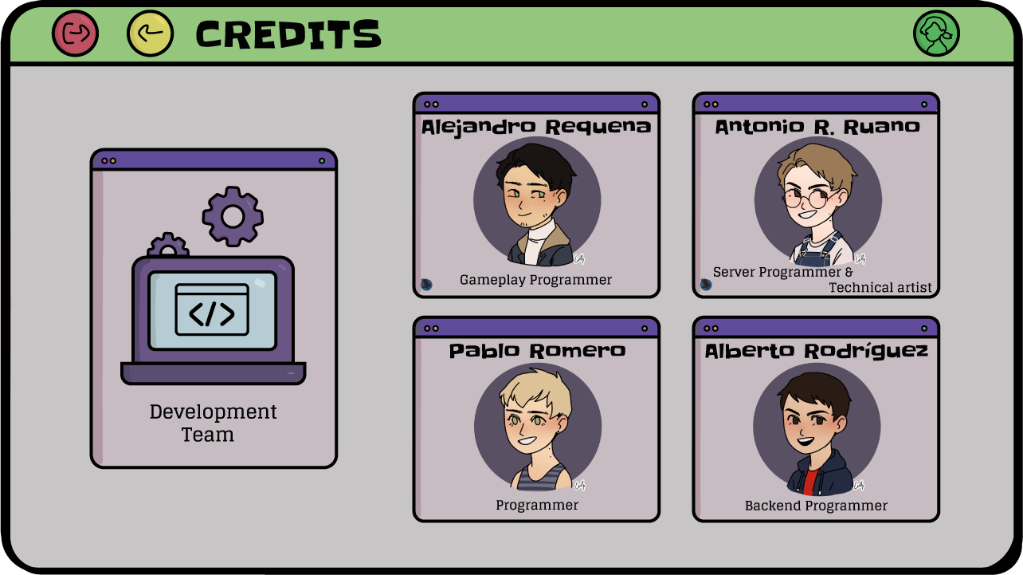 CREDITS
Development
Team
</>
Alejandro Requena
Gameplay Programmer
Antonio R. Ruano
Server Programmer &
Technical artist
Pablo Romero
Programmer
Alberto Rodríguez
Backend Programmer